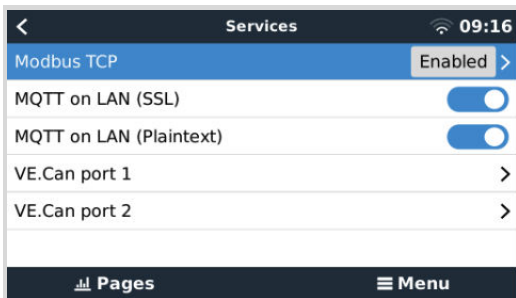 Services 09:16
Modbus TCP Enabled
MQTT on LAN (SSL)
MQTT on LAN (Plaintext)
VE.Can port 1
VE.Can port 2
Pages Menu